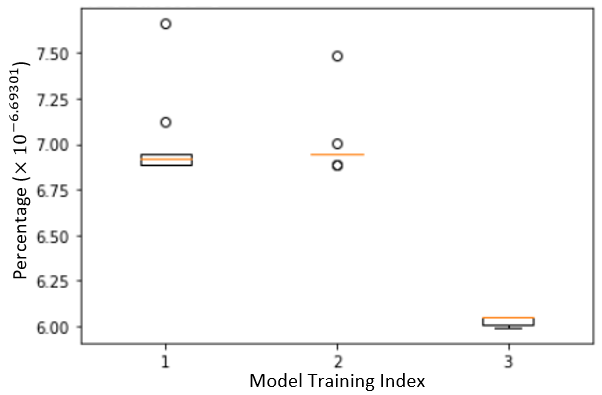 Percentage (× 10^{-6.69301})
7.50
7.25
7.00
6.75
6.50
6.25
6.00
1 2 3
Model Training Index